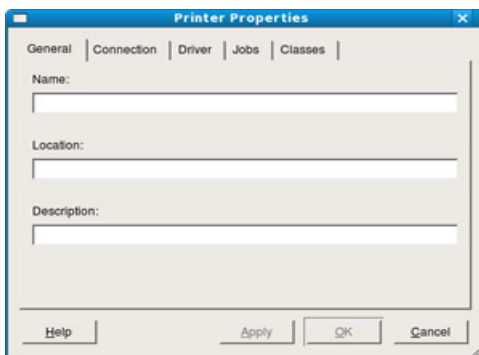 Printer Properties
General Connection Driver Jobs Classes
Name:
Location:
Description:
Help Apply OK Cancel